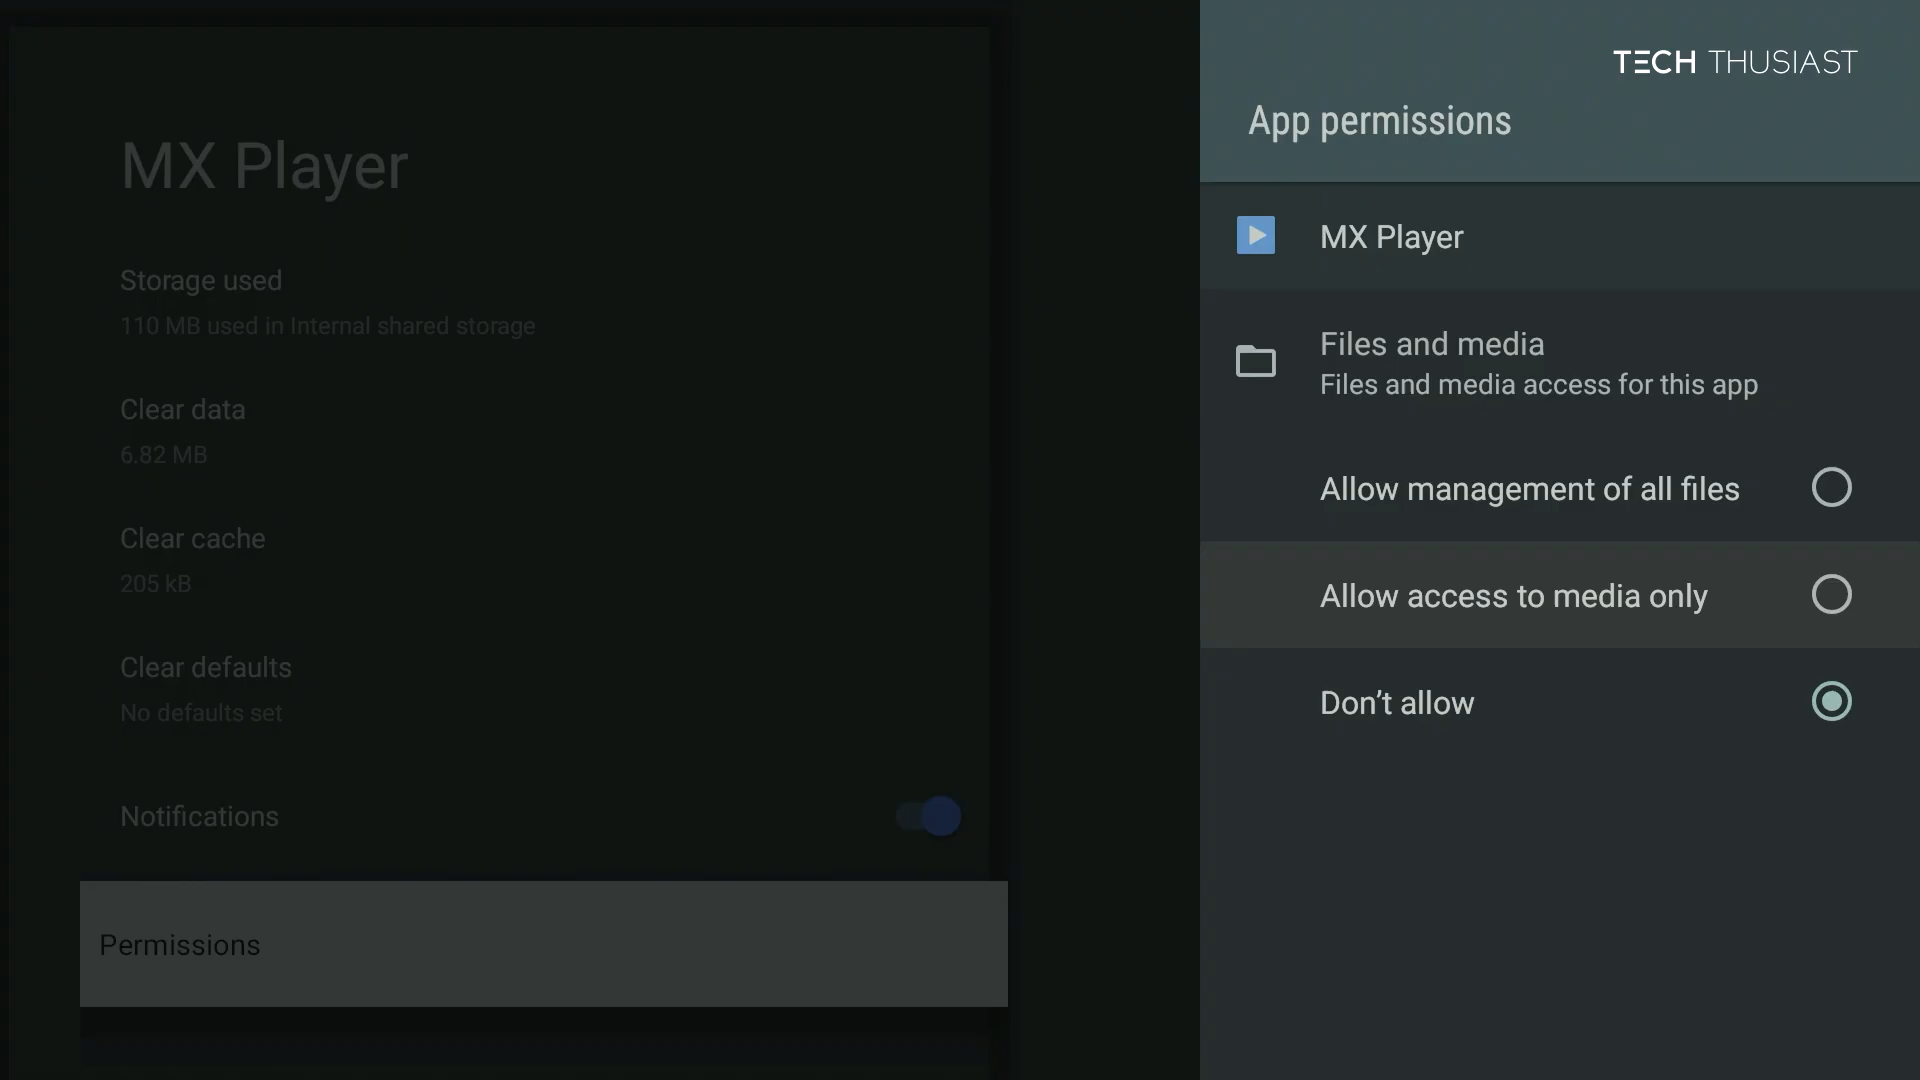 MX Player
Storage used
110 MB used in Internal shared storage
Clear data
6.82 MB
Clear cache
205 kB
Clear defaults
No defaults set
Notifications
Permissions
TECH THUSIAST
App permissions
MX Player
Files and media
Files and media access for this app
Allow management of all files
Allow access to media only
Don’t allow